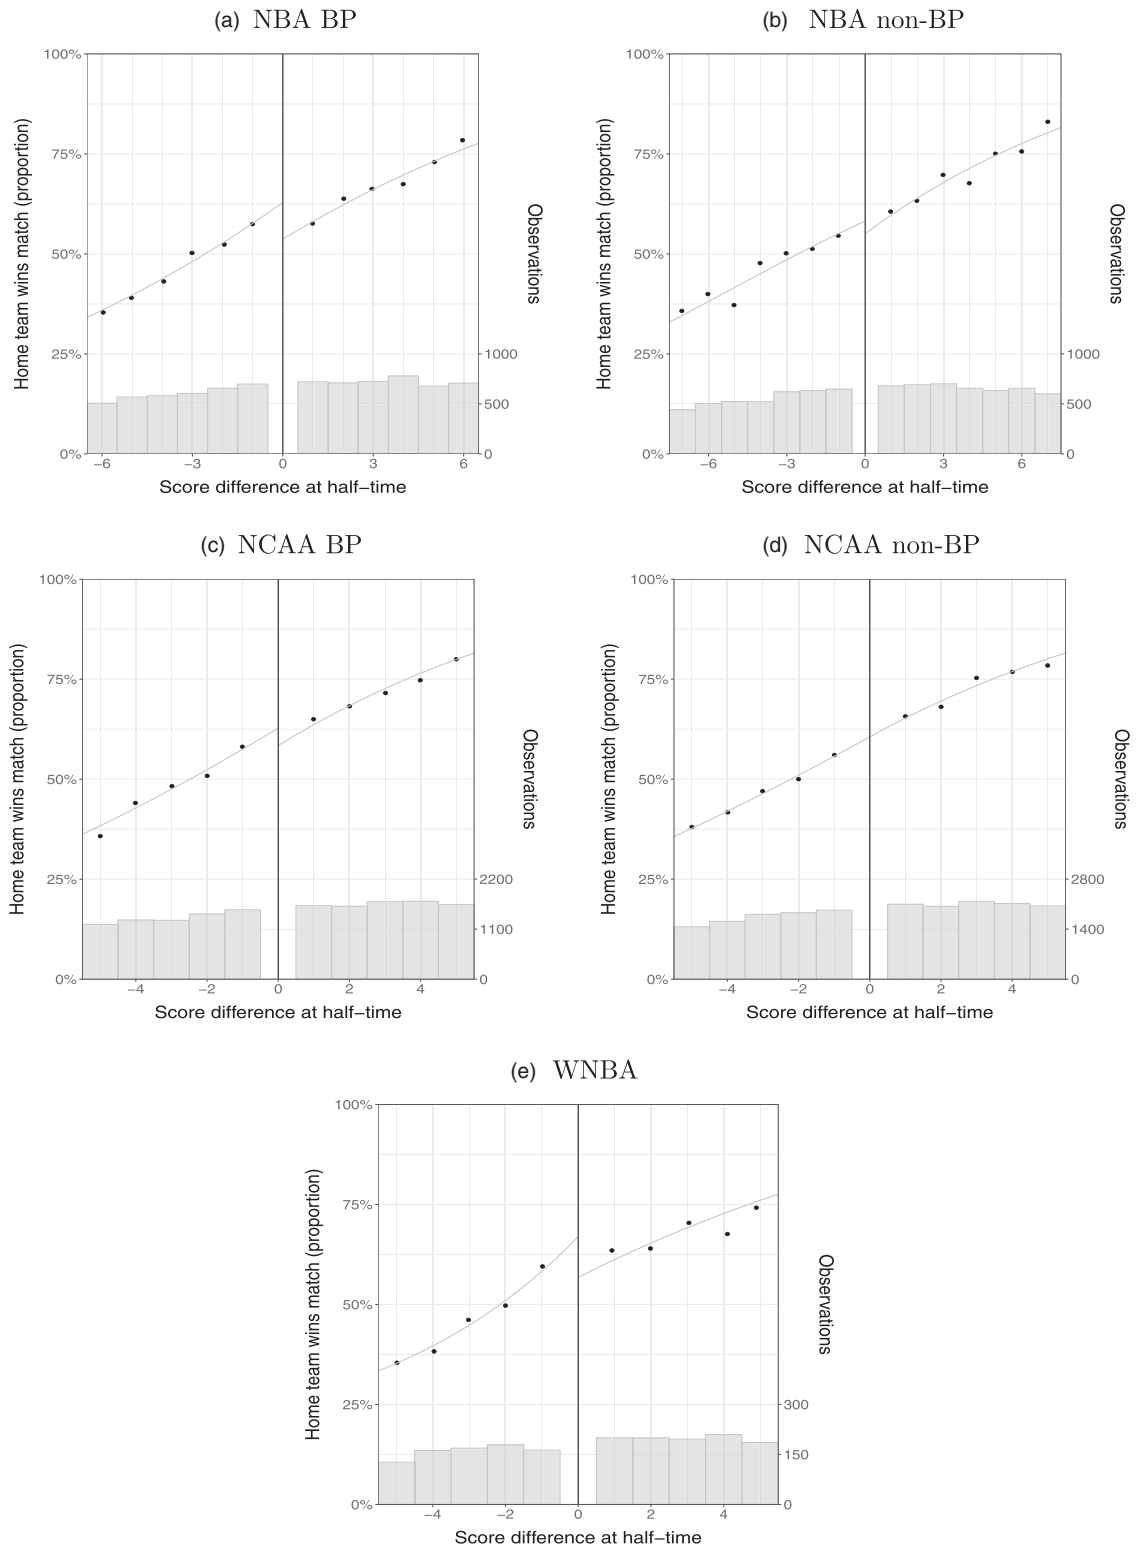 (a) NBA BP
100%
75%
50%
25%
0%
Home team wins match (proportion)
1000
500
0
Observations
−6 −3 0 3 6
Score difference at half−time
(b) NBA non-BP
100%
75%
50%
25%
0%
Home team wins match (proportion)
1000
500
0
Observations
−6 −3 0 3 6
Score difference at half−time
(c) NCAA BP
100%
75%
50%
25%
0%
Home team wins match (proportion)
2200
1100
0
Observations
−4 −2 0 2 4
Score difference at half−time
(d) NCAA non-BP
100%
75%
50%
25%
0%
Home team wins match (proportion)
2800
1400
0
Observations
−4 −2 0 2 4
Score difference at half−time
(e) WNBA
100%
75%
50%
25%
0%
Home team wins match (proportion)
300
150
0
Observations
−4 −2 0 2 4
Score difference at half−time